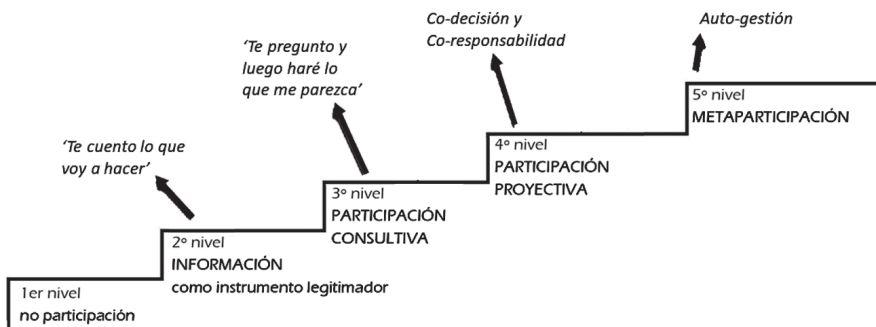 Co-decisión y
Co-responsabilidad
Auto-gestión
‘Te pregunto y
luego haré lo
que me parezca’
‘Te cuento lo que
voy a hacer’
5º nivel
METAPARTICIPACIÓN
4º nivel
PARTICIPACIÓN
PROYECTIVA
3º nivel
PARTICIPACIÓN
CONSULTIVA
2º nivel
INFORMACIÓN
como instrumento legitimador
1er nivel
no participación